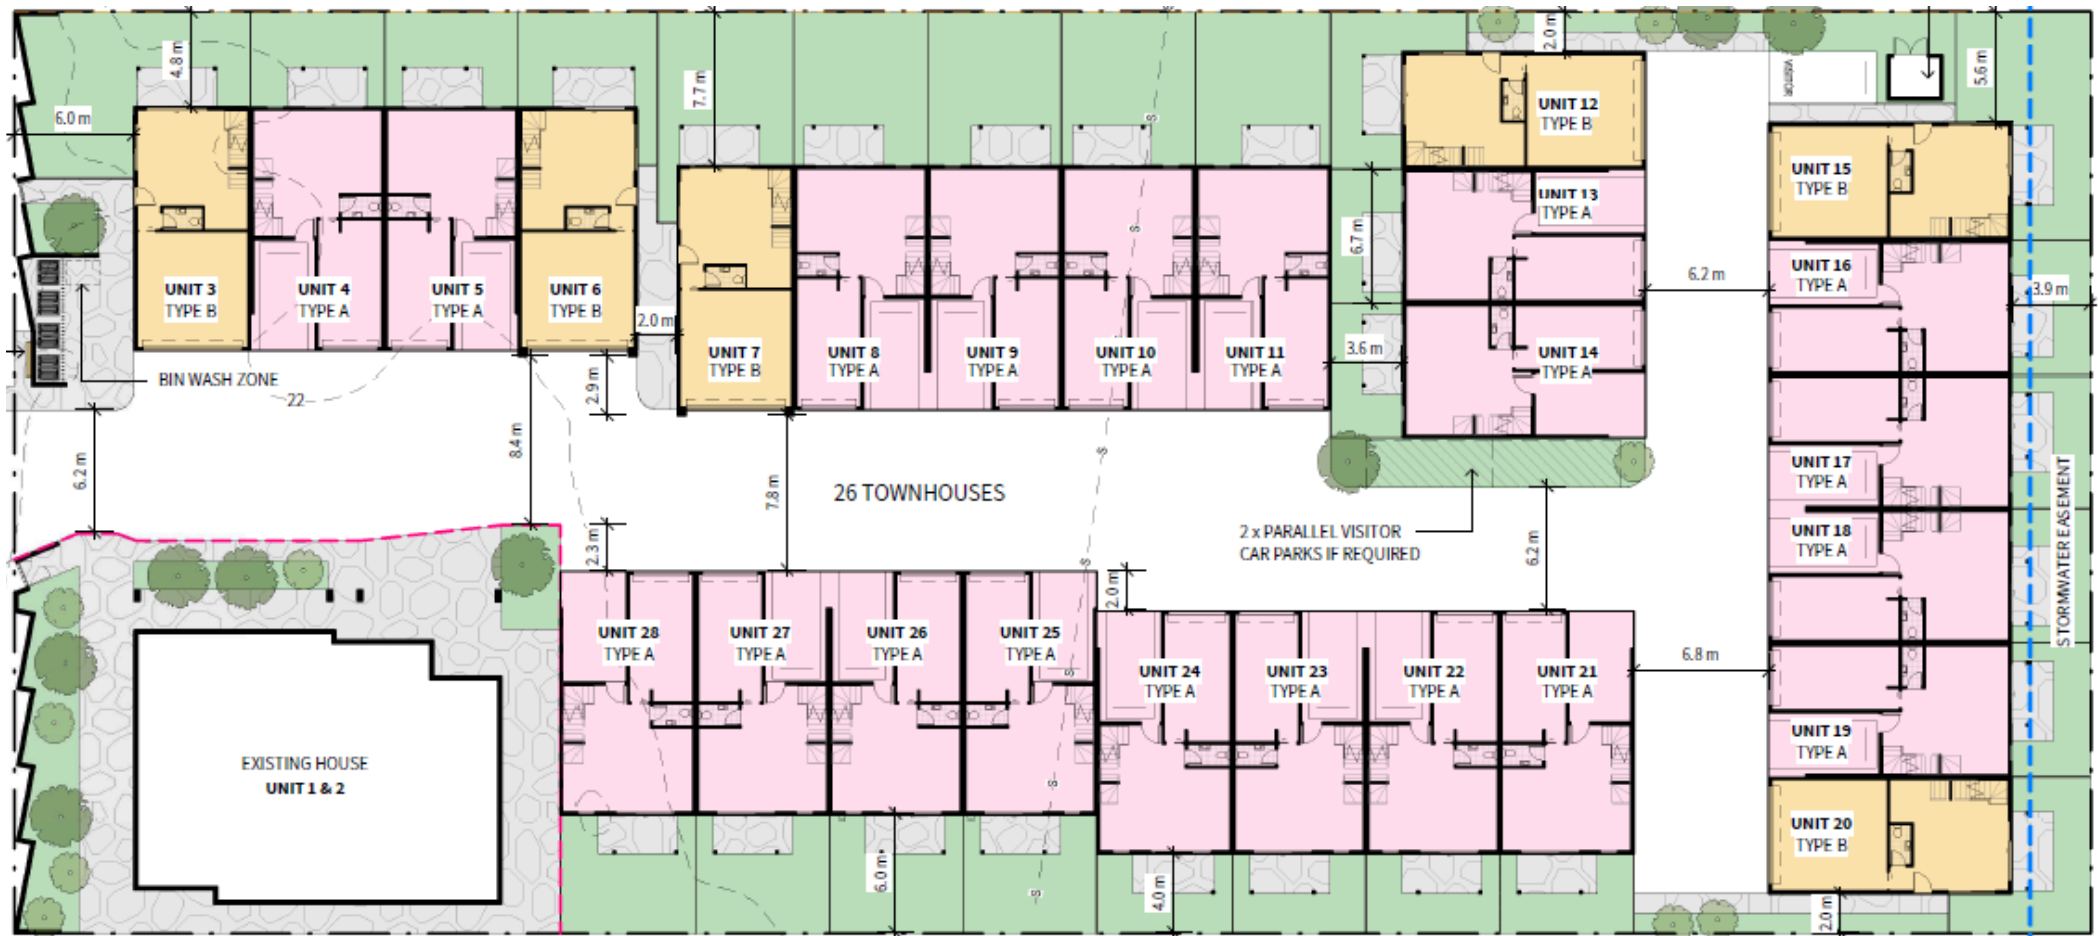 4.8 m
7.7 m
2.0 m
5.6 m
VISITOR
6.0 m
UNIT 12
TYPE B
UNIT 15
TYPE B
UNIT 13
TYPE A
6.7 m
UNIT 3
TYPE B
UNIT 4
TYPE A
UNIT 5
TYPE A
UNIT 6
TYPE B
6.2 m
UNIT 16
TYPE A
3.9 m
2.0 m
UNIT 7
TYPE B
UNIT 8
TYPE A
UNIT 9
TYPE A
UNIT 10
TYPE A
UNIT 11
TYPE A
3.6 m
UNIT 14
TYPE A
BIN WASH ZONE
22
2.9 m
8.4 m
6.2 m
7.8 m
26 TOWNHOUSES
UNIT 17
TYPE A
2 x PARALLEL VISITOR
CAR PARKS IF REQUIRED
UNIT 18
TYPE A
STORMWATER EASEMENT
2.3 m
6.2 m
2.0 m
UNIT 28
TYPE A
UNIT 27
TYPE A
UNIT 26
TYPE A
UNIT 25
TYPE A
UNIT 24
TYPE A
UNIT 23
TYPE A
UNIT 22
TYPE A
UNIT 21
TYPE A
6.8 m
UNIT 19
TYPE A
EXISTING HOUSE
UNIT 1 & 2
UNIT 20
TYPE B
6.0 m
4.0 m
2.0 m
S
S
S
S
S
S
S
S